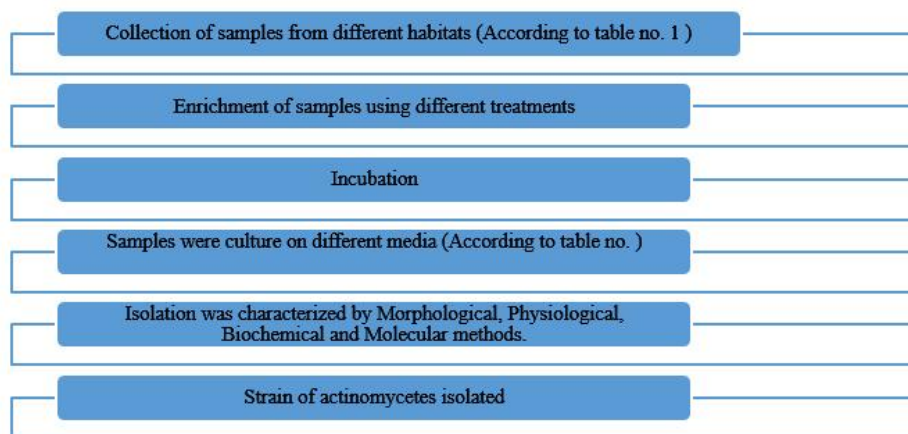 Collection of samples from different habitats (According to table no. 1 )
Enrichment of samples using different treatments
Incubation
Samples were culture on different media (According to table no. )
Isolation was characterized by Morphological, Physiological,
Biochemical and Molecular methods.
Strain of actinomycetes isolated